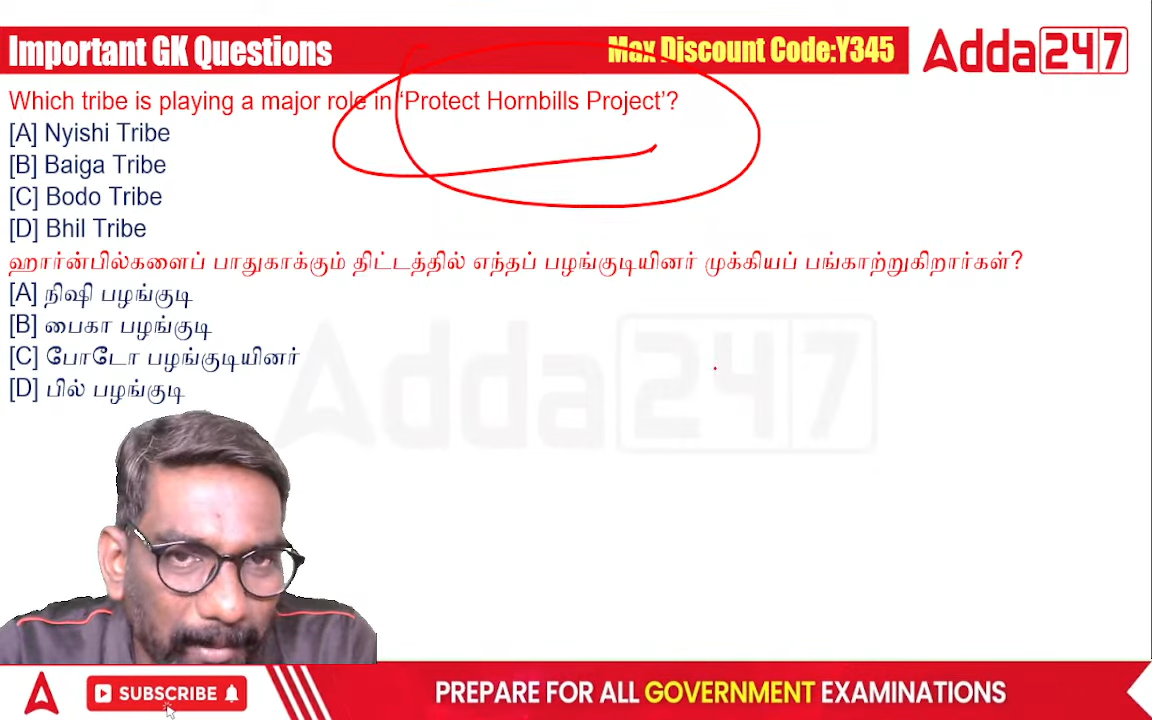 Important GK Questions
Max Discount Code:Y345
Adda247
Which tribe is playing a major role in ‘Protect Hornbills Project’?
[A] Nyishi Tribe
[B] Baiga Tribe
[C] Bodo Tribe
[D] Bhil Tribe
ஹார்ன்பில்களைப் பாதுகாக்கும் திட்டத்தில் எந்தப் பழங்குடியினர் முக்கியப் பங்காற்றுகிறார்கள்?
[A] நிஷி பழங்குடி
[B] பைகா பழங்குடி
[C] போடோ பழங்குடியினர்
[D] பில் பழங்குடி
Adda247
SUBSCRIBE
PREPARE FOR ALL GOVERNMENT EXAMINATIONS